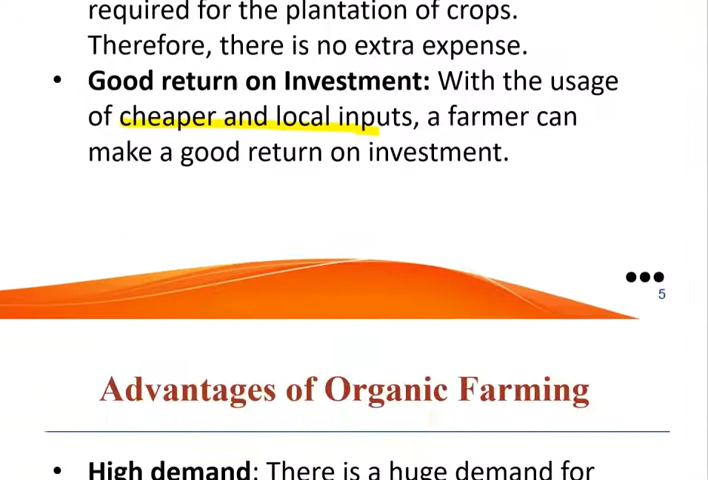 required for the plantation of crops.
Therefore, there is no extra expense.
• Good return on Investment: With the usage
of cheaper and local inputs, a farmer can
make a good return on investment.
5
Advantages of Organic Farming
• High demand: There is a huge demand for